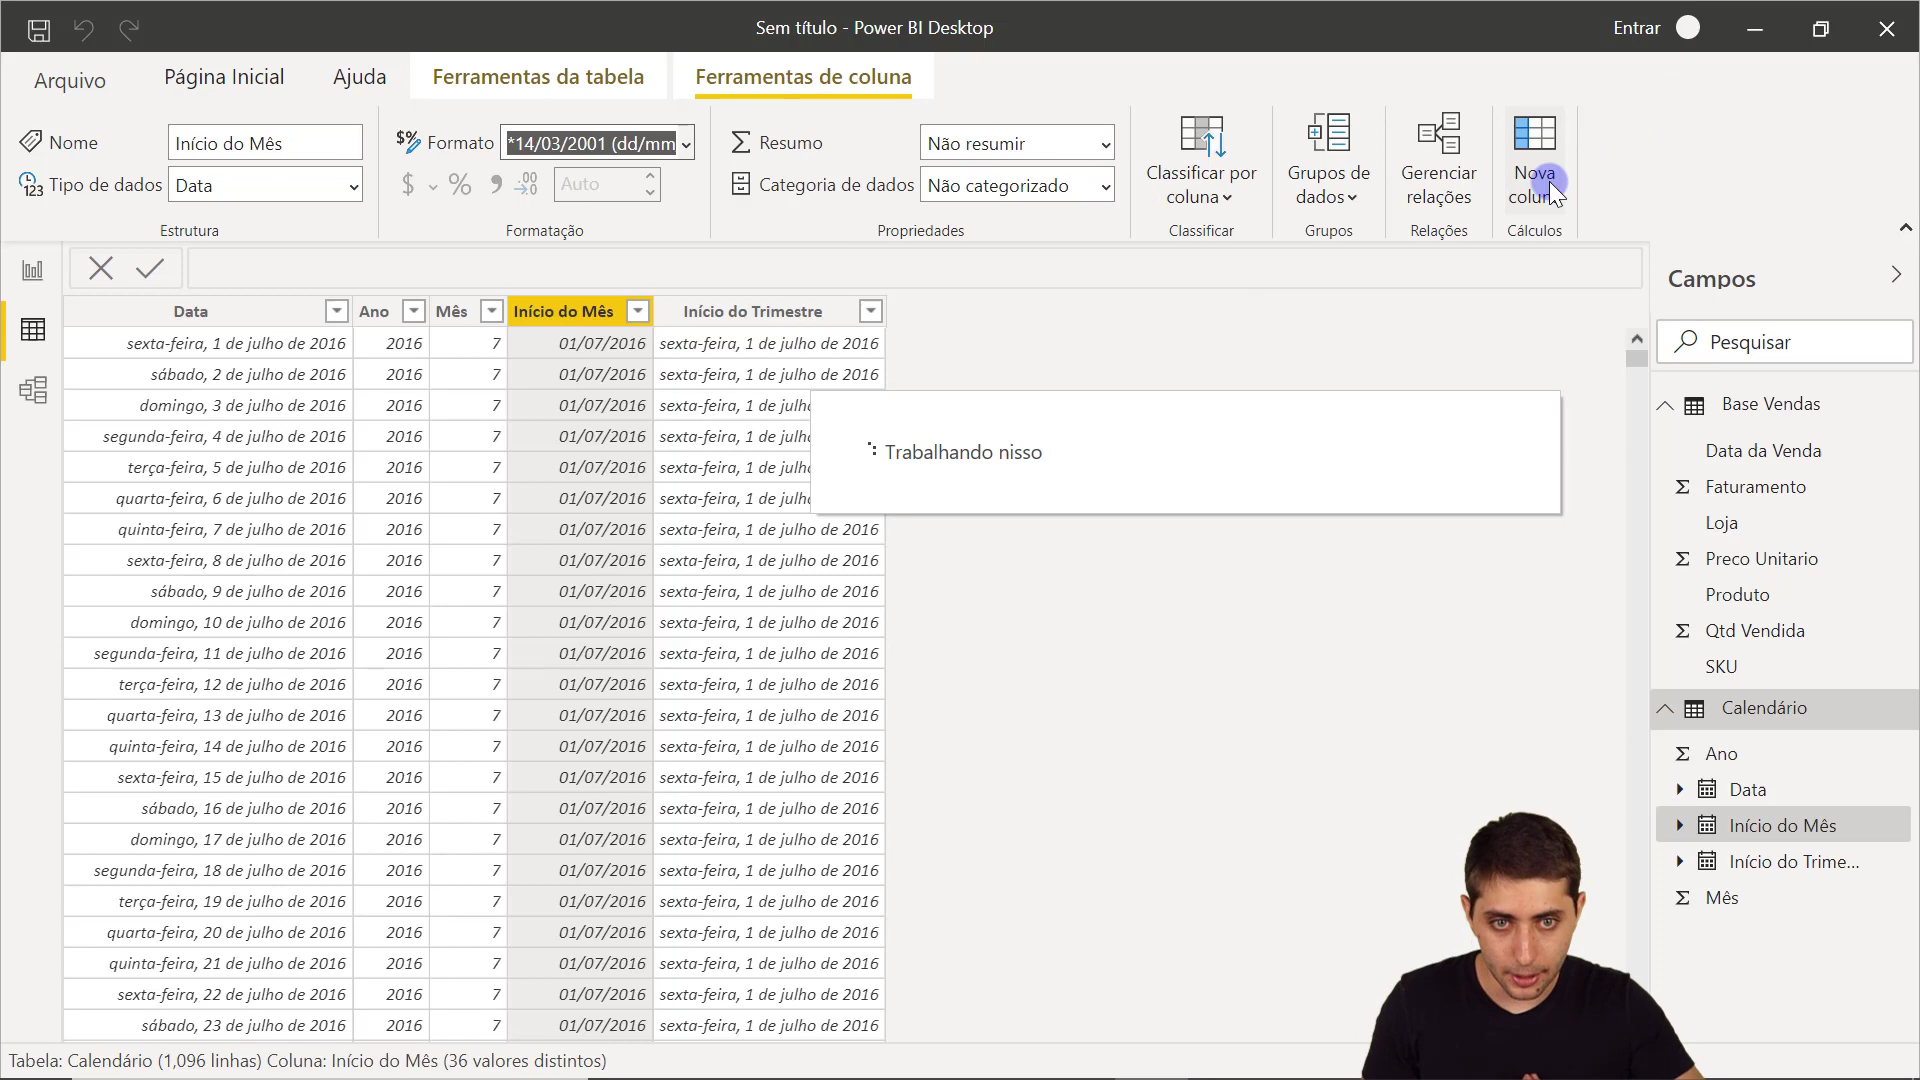 Sem título - Power BI Desktop
Entrar
Arquivo
Página Inicial
Ajuda
Ferramentas da tabela
Ferramentas de coluna
Nome
Início do Mês
Tipo de dados
Data
Estrutura
Formato
*14/03/2001 (dd/mm
$ % 9 .00
Auto
Formatação
Resumo
Não resumir
Categoria de dados
Não categorizado
Propriedades
Classificar por
coluna
Classificar
Grupos de
dados
Grupos
Gerenciar
relações
Relações
Nova
colun
Cálculos
Data Ano Mês Início do Mês Início do Trimestre
sexta-feira, 1 de julho de 2016 2016 7 01/07/2016 sexta-feira, 1 de julho de 2016
sábado, 2 de julho de 2016 2016 7 01/07/2016 sexta-feira, 1 de julho de 2016
domingo, 3 de julho de 2016 2016 7 01/07/2016 sexta-feira, 1 de julh
segunda-feira, 4 de julho de 2016 2016 7 01/07/2016 sexta-feira, 1 de julh
terça-feira, 5 de julho de 2016 2016 7 01/07/2016 sexta-feira, 1 de julh
quarta-feira, 6 de julho de 2016 2016 7 01/07/2016 sexta-feira, 1 de julh
quinta-feira, 7 de julho de 2016 2016 7 01/07/2016 sexta-feira, 1 de julho de 2016
sexta-feira, 8 de julho de 2016 2016 7 01/07/2016 sexta-feira, 1 de julho de 2016
sábado, 9 de julho de 2016 2016 7 01/07/2016 sexta-feira, 1 de julho de 2016
domingo, 10 de julho de 2016 2016 7 01/07/2016 sexta-feira, 1 de julho de 2016
segunda-feira, 11 de julho de 2016 2016 7 01/07/2016 sexta-feira, 1 de julho de 2016
terça-feira, 12 de julho de 2016 2016 7 01/07/2016 sexta-feira, 1 de julho de 2016
quarta-feira, 13 de julho de 2016 2016 7 01/07/2016 sexta-feira, 1 de julho de 2016
quinta-feira, 14 de julho de 2016 2016 7 01/07/2016 sexta-feira, 1 de julho de 2016
sexta-feira, 15 de julho de 2016 2016 7 01/07/2016 sexta-feira, 1 de julho de 2016
sábado, 16 de julho de 2016 2016 7 01/07/2016 sexta-feira, 1 de julho de 2016
domingo, 17 de julho de 2016 2016 7 01/07/2016 sexta-feira, 1 de julho de 2016
segunda-feira, 18 de julho de 2016 2016 7 01/07/2016 sexta-feira, 1 de julho de 2016
terça-feira, 19 de julho de 2016 2016 7 01/07/2016 sexta-feira, 1 de julho de 2016
quarta-feira, 20 de julho de 2016 2016 7 01/07/2016 sexta-feira, 1 de julho de 2016
quinta-feira, 21 de julho de 2016 2016 7 01/07/2016 sexta-feira, 1 de julho de 2016
sexta-feira, 22 de julho de 2016 2016 7 01/07/2016 sexta-feira, 1 de julho de 2016
sábado, 23 de julho de 2016 2016 7 01/07/2016 sexta-feira, 1 de julho de 2016
Trabalhando nisso
Campos
Pesquisar
Base Vendas
Data da Venda
Σ Faturamento
Loja
Σ Preco Unitario
Produto
Σ Qtd Vendida
SKU
Calendário
Σ Ano
Data
Início do Mês
Início do Trime...
Σ Mês
Tabela: Calendário (1,096 linhas) Coluna: Início do Mês (36 valores distintos)